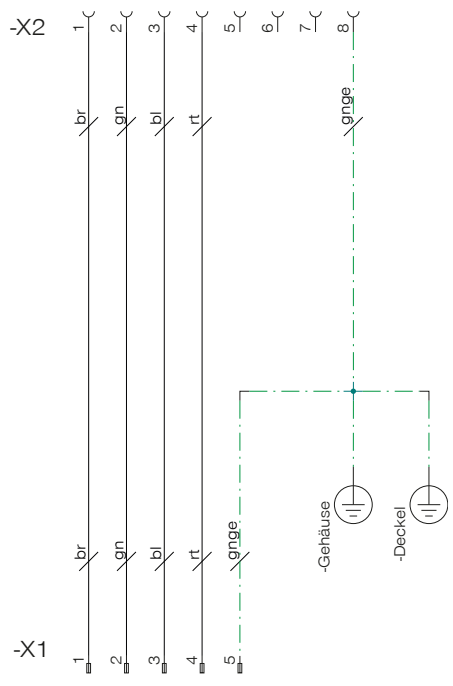 -X2
1 2 3 4 5 6 7 8
br gn bl rt gnge
-Gehäuse
-Deckel
br gn bl rt gnge
-X1
1 2 3 4 5